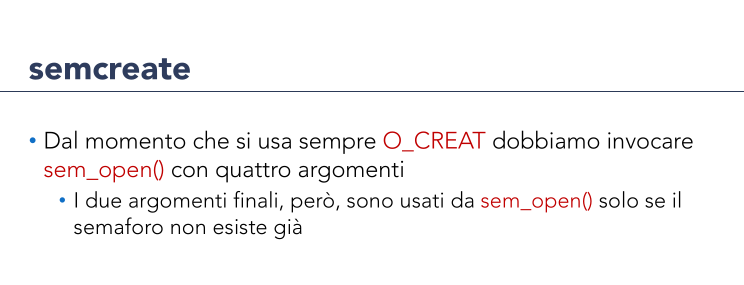 semcreate
• Dal momento che si usa sempre O_CREAT dobbiamo invocare
sem_open() con quattro argomenti
• I due argomenti finali, però, sono usati da sem_open() solo se il
semaforo non esiste già